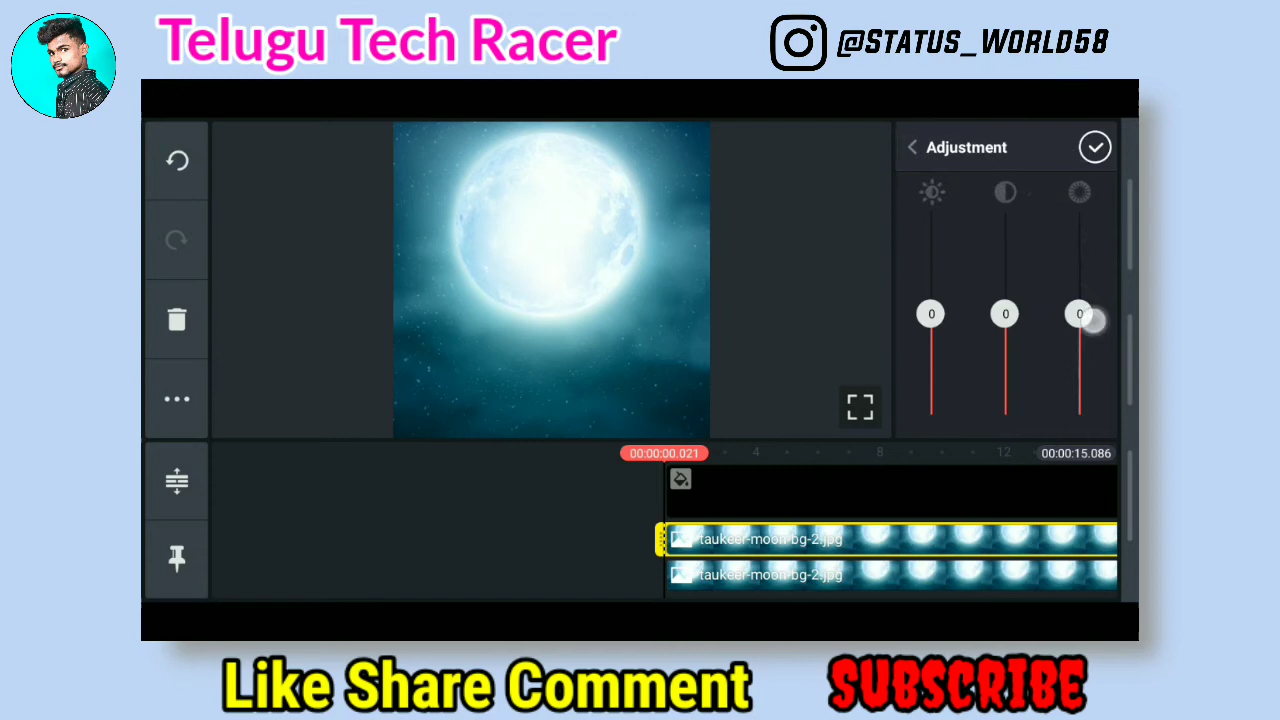 Telugu Tech Racer
@STATUS_WORLD58
Adjustment
0 0 0
00:00:00.021 4 8 12 00:00:15.086
taukeer-moon-bg-2.jpg
taukeer-moon-bg-2.jpg
Like Share Comment SUBSCRIBE